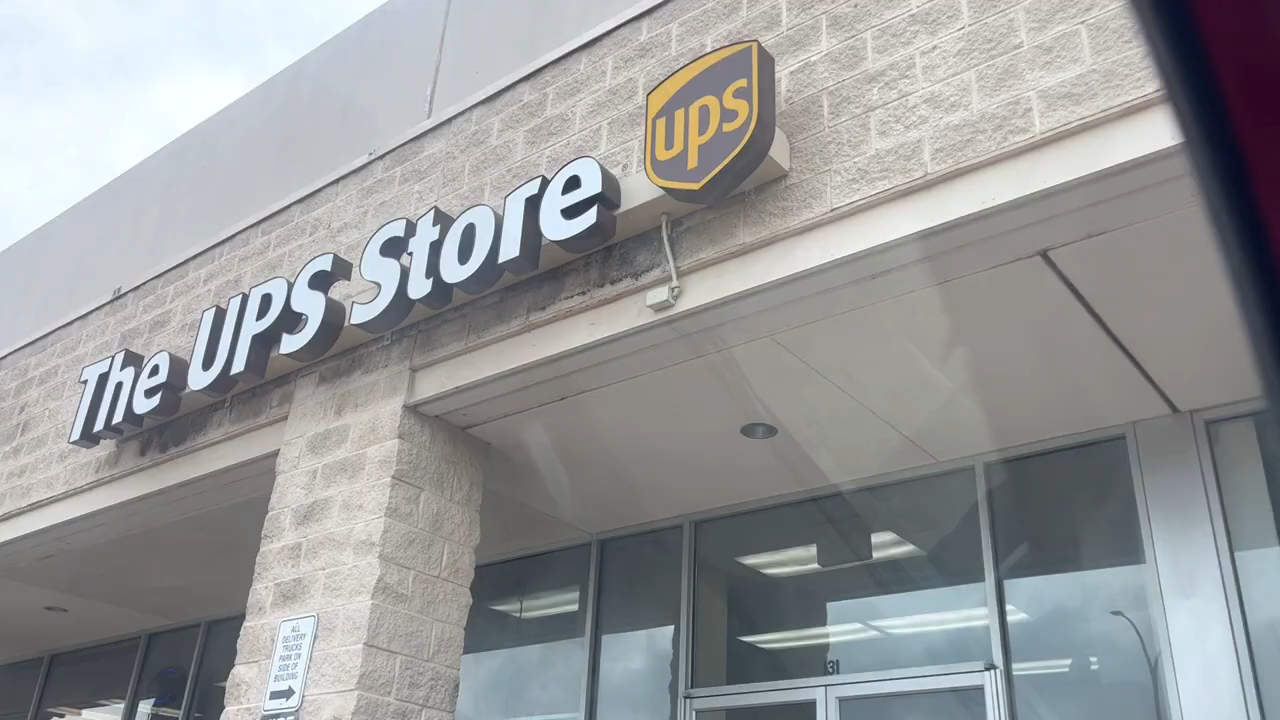 The UPS Store
ups
131
ALL
DELIVERY
TRUCKS
PARK ON
SIDE OF
BUILDING